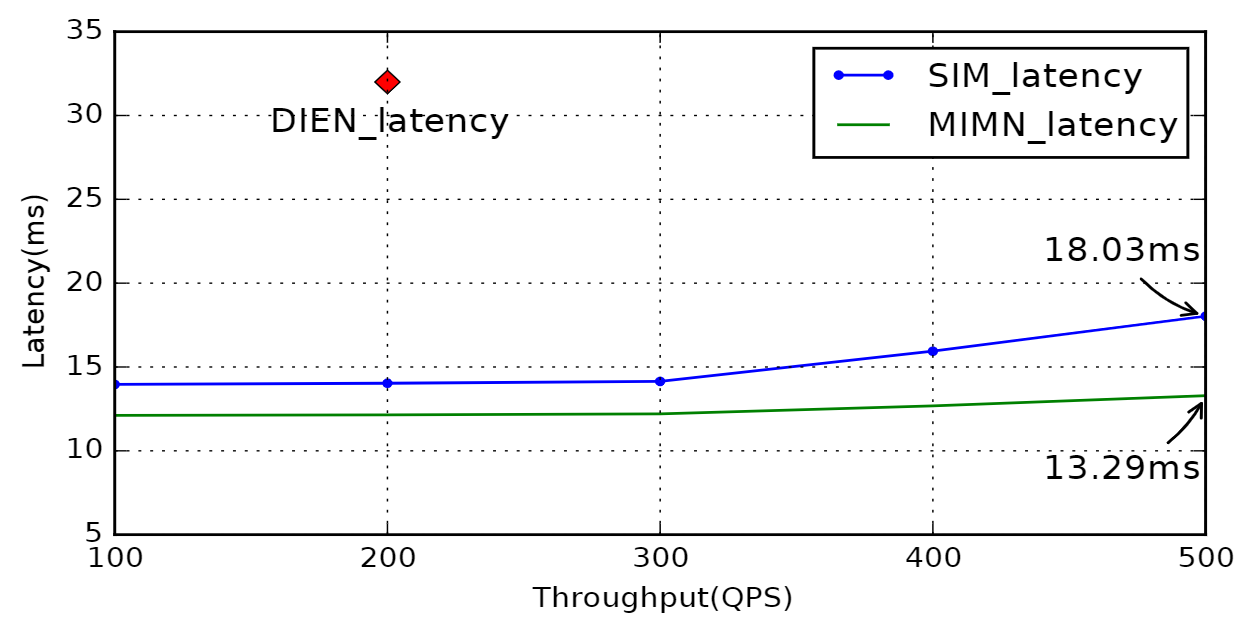 35
30
25
20
15
10
5
Latency(ms)
DIEN_latency
SIM_latency
MIMN_latency
18.03ms
13.29ms
100 200 300 400 500
Throughput(QPS)